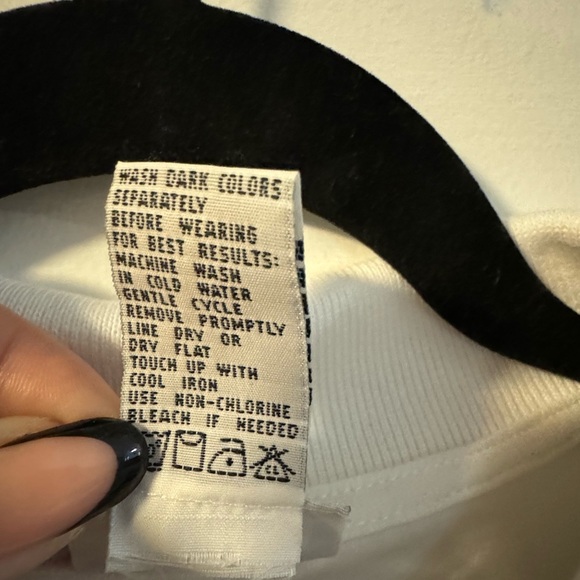 WASH DARK COLORS
SEPARATELY
BEFORE WEARING
FOR BEST RESULTS:
MACHINE WASH
IN COLD WATER
GENTLE CYCLE
REMOVE PROMPTLY
LINE DRY OR
DRY FLAT
TOUCH UP WITH
COOL IRON
USE NON-CHLORINE
BLEACH IF NEEDED
CL